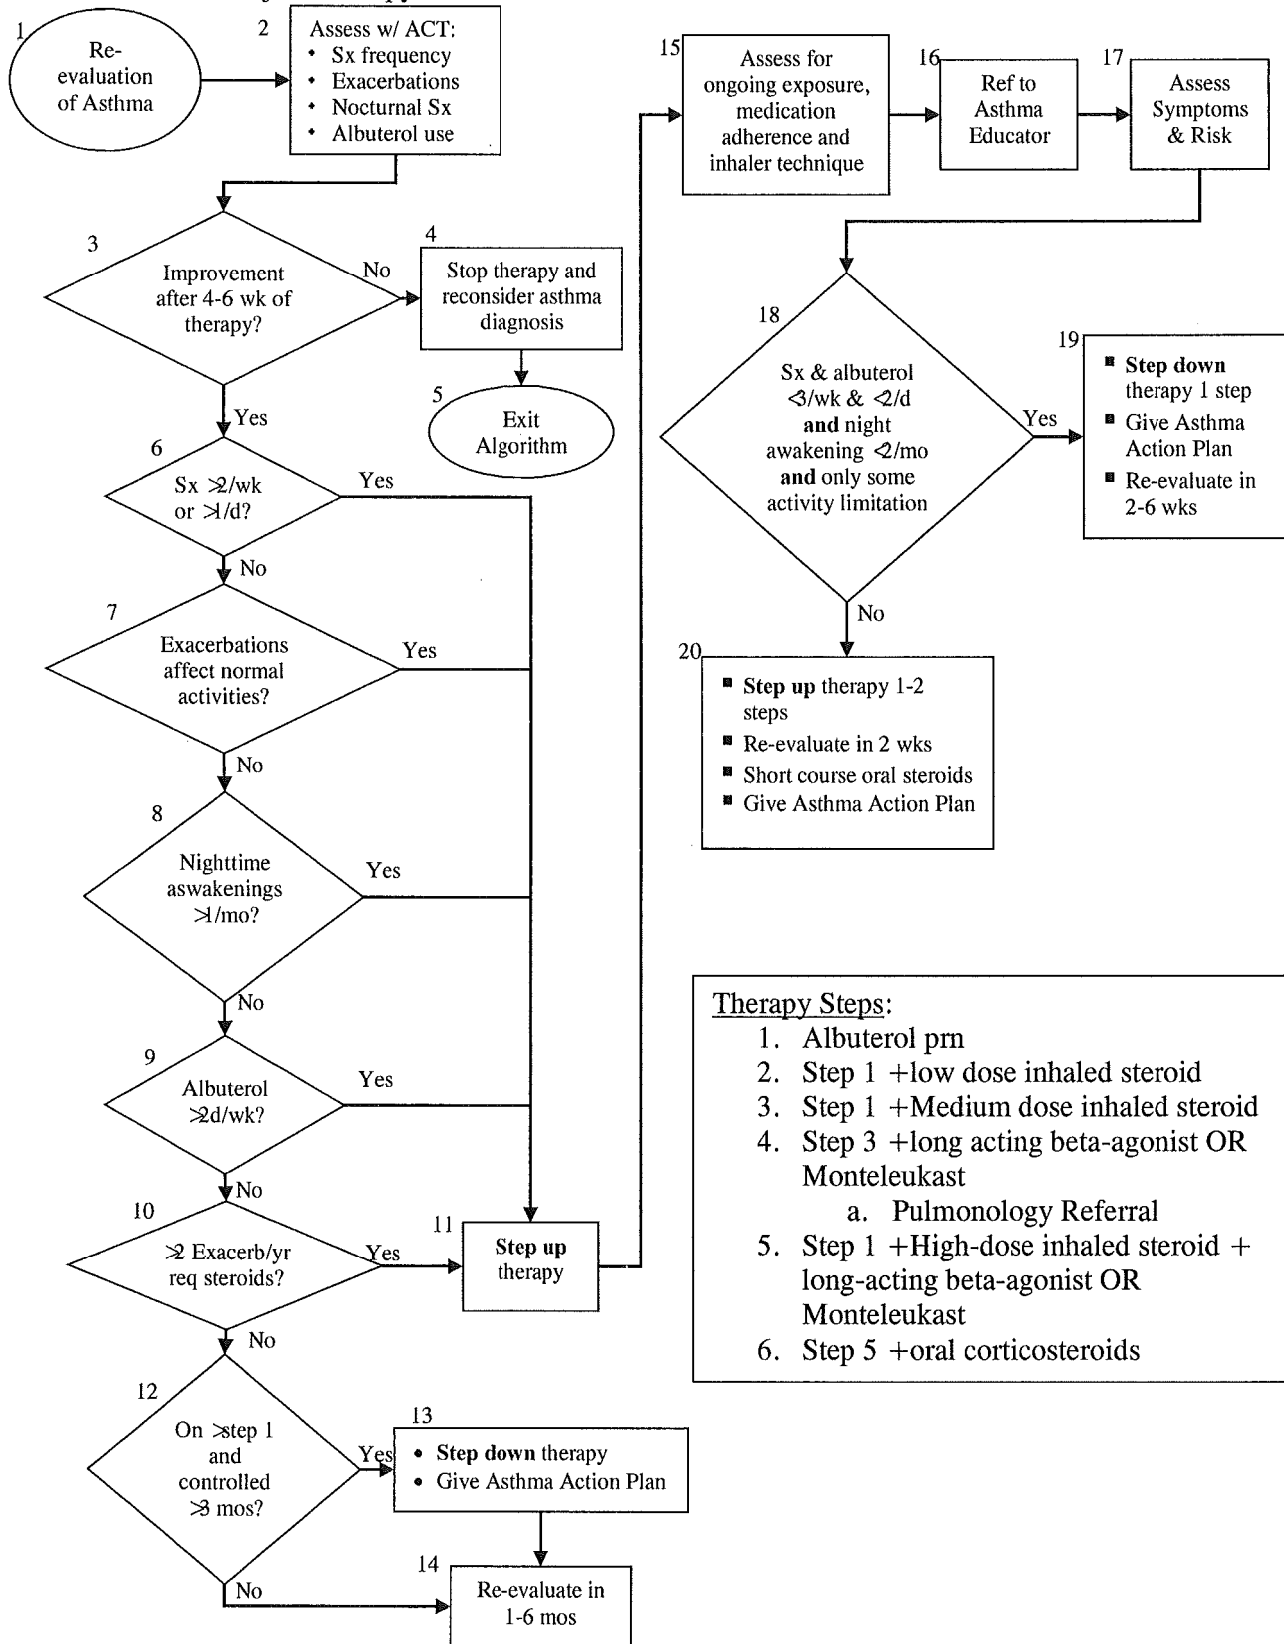 1
Re-
evaluation
of Asthma
2
Assess w/ ACT:
• Sx frequency
• Exacerbations
• Nocturnal Sx
• Albuterol use
3
Improvement
after 4-6 wk of
therapy?
No
4
Stop therapy and
reconsider asthma
diagnosis
5
Exit
Algorithm
Yes
6
Sx >2/wk
or >1/d?
Yes
No
7
Exacerbations
affect normal
activities?
Yes
No
8
Nighttime
aswakenings
>1/mo?
Yes
No
9
Albuterol
>2d/wk?
Yes
No
10
>2 Exacerb/yr
req steroids?
Yes
11
Step up
therapy
No
12
On >step 1
and
controlled
>3 mos?
Yes
13
• Step down therapy
• Give Asthma Action Plan
No
14
Re-evaluate in
1-6 mos
15
Assess for
ongoing exposure,
medication
adherence and
inhaler technique
16
Ref to
Asthma
Educator
17
Assess
Symptoms
& Risk
18
Sx & albuterol
<3/wk & <2/d
and night
awakening <2/mo
and only some
activity limitation
Yes
19
▪ Step down
therapy 1 step
▪ Give Asthma
Action Plan
▪ Re-evaluate in
2-6 wks
No
20
▪ Step up therapy 1-2
steps
▪ Re-evaluate in 2 wks
▪ Short course oral steroids
▪ Give Asthma Action Plan
Therapy Steps:
1. Albuterol prn
2. Step 1 +low dose inhaled steroid
3. Step 1 +Medium dose inhaled steroid
4. Step 3 +long acting beta-agonist OR
Monteleukast
a. Pulmonology Referral
5. Step 1 +High-dose inhaled steroid +
long-acting beta-agonist OR
Monteleukast
6. Step 5 +oral corticosteroids